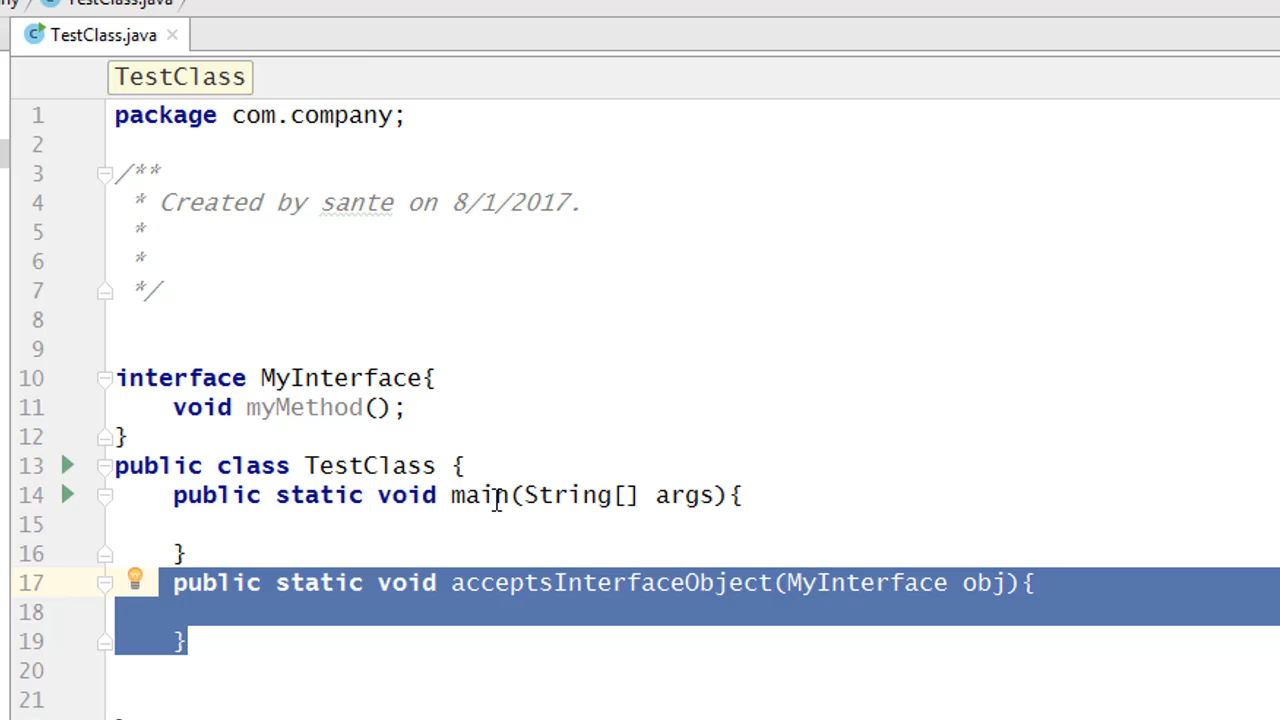 TestClass.java
TestClass.java
TestClass
1 package com.company;
2
3 /**
4 * Created by sante on 8/1/2017.
5 *
6 *
7 */
8
9
10 interface MyInterface{
11 void myMethod();
12 }
13 public class TestClass {
14 public static void main(String[] args){
15
16 }
17 public static void acceptsInterfaceObject(MyInterface obj){
18
19 }
20
21